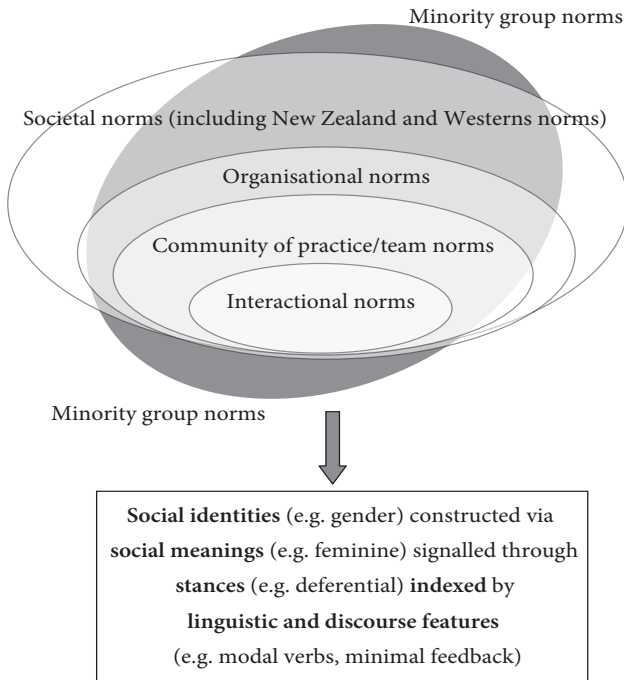 Minority group norms
Societal norms (including New Zealand and Westerns norms)
Organisational norms
Community of practice/team norms
Interactional norms
Minority group norms
Social identities (e.g. gender) constructed via
social meanings (e.g. feminine) signalled through
stances (e.g. deferential) indexed by
linguistic and discourse features
(e.g. modal verbs, minimal feedback)